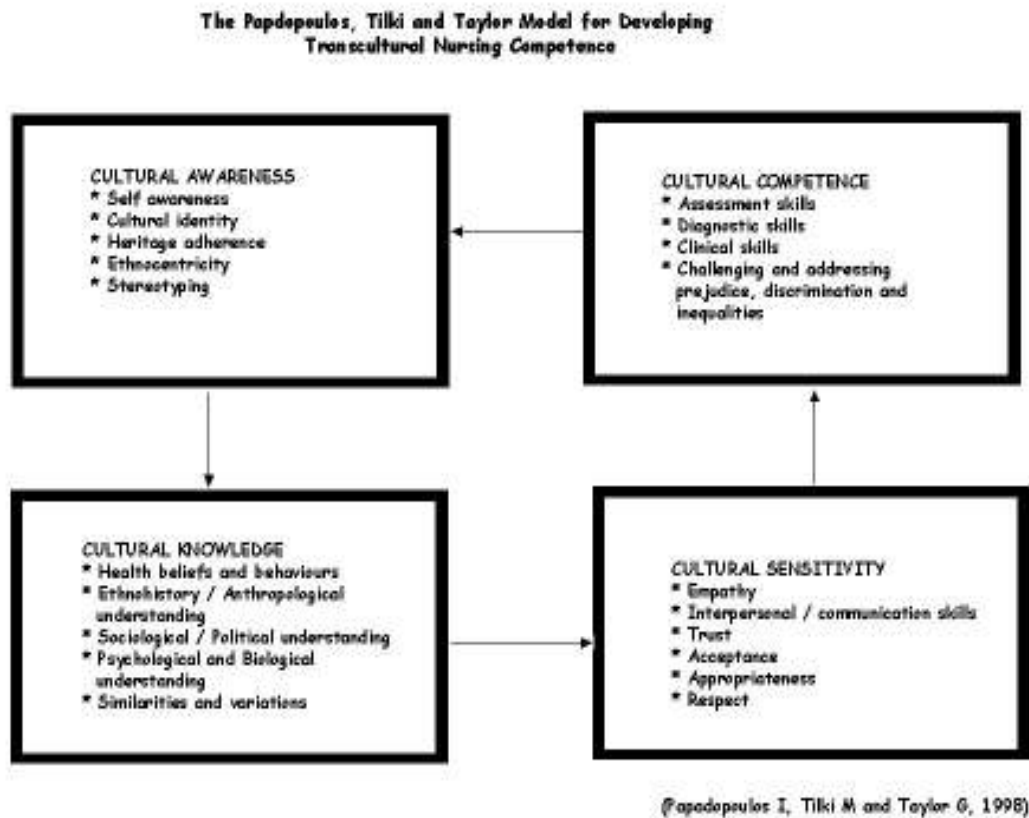 The Papdopoulos, Tilki and Taylor Model for Developing
Transcultural Nursing Competence
CULTURAL AWARENESS
* Self awareness
* Cultural identity
* Heritage adherence
* Ethnocentricity
* Stereotyping
CULTURAL COMPETENCE
* Assessment skills
* Diagnostic skills
* Clinical skills
* Challenging and addressing
prejudice, discrimination and
inequalities
CULTURAL KNOWLEDGE
* Health beliefs and behaviours
* Ethnohistory / Anthropological
understanding
* Sociological / Political understanding
* Psychological and Biological
understanding
* Similarities and variations
CULTURAL SENSITIVITY
* Empathy
* Interpersonal / communication skills
* Trust
* Acceptance
* Appropriateness
* Respect
(Papadopoulos I, Tilki M and Taylor G, 1998)